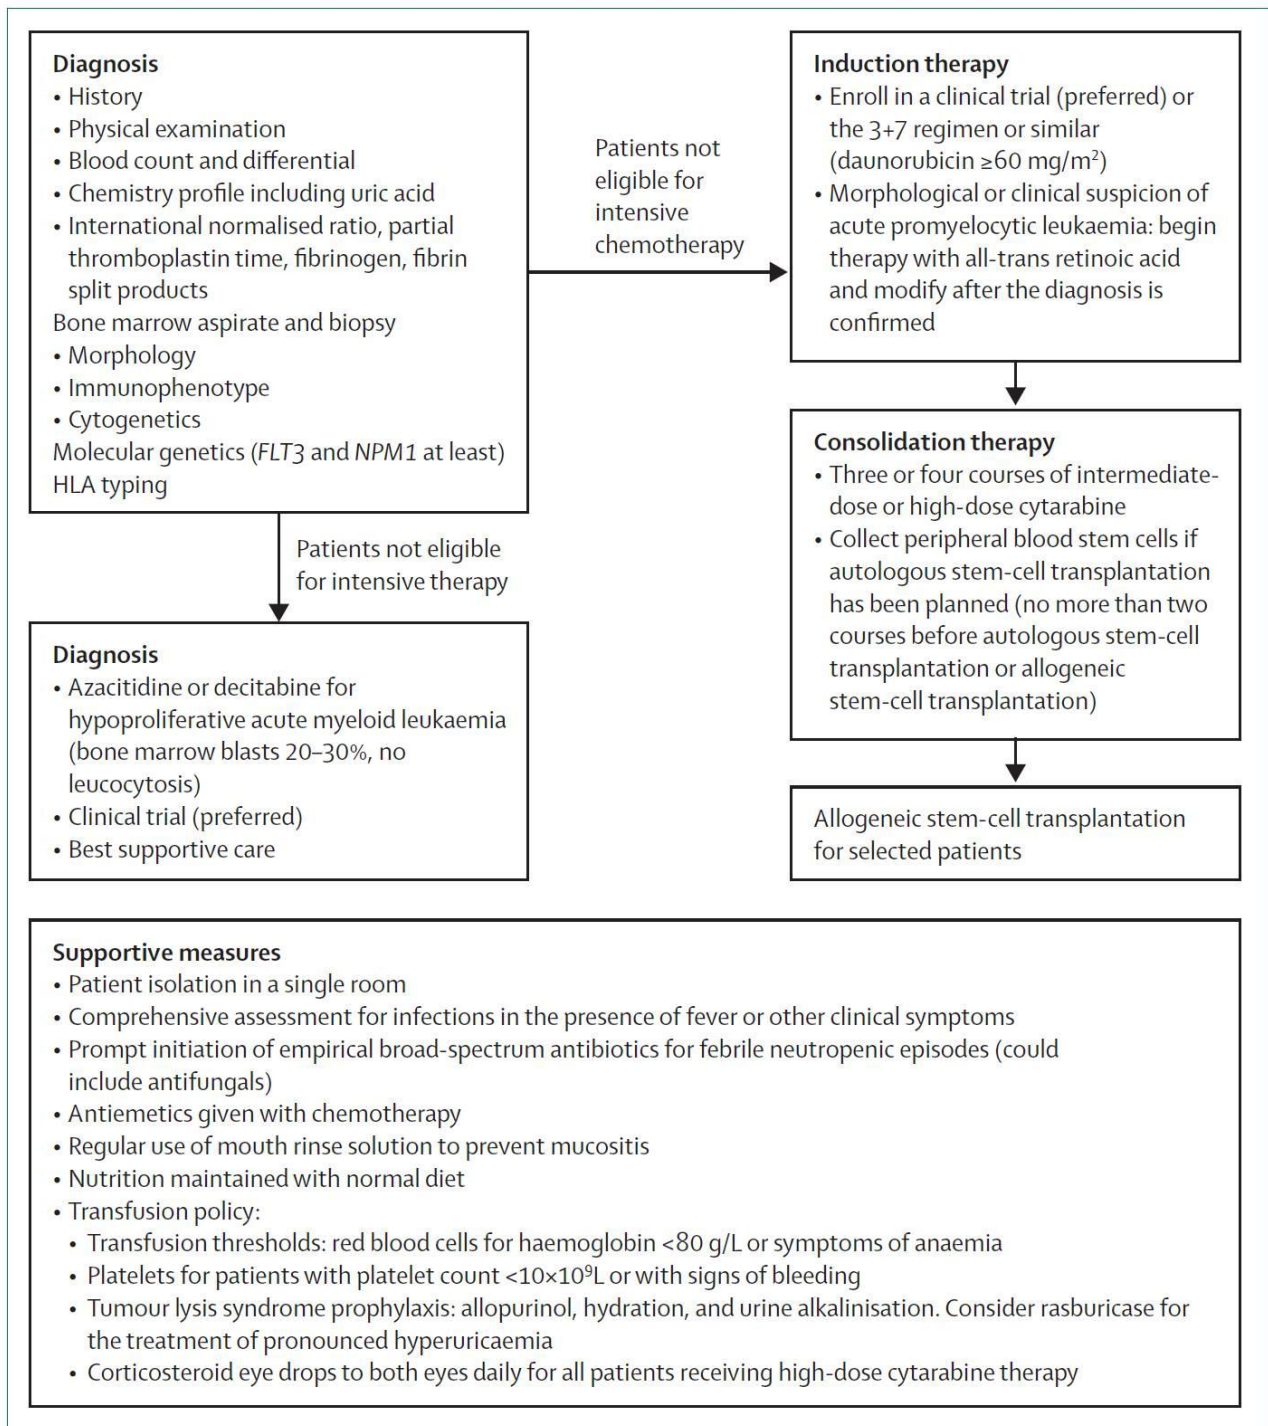 Diagnosis
• History
• Physical examination
• Blood count and differential
• Chemistry profile including uric acid
• International normalised ratio, partial
thromboplastin time, fibrinogen, fibrin
split products
Bone marrow aspirate and biopsy
• Morphology
• Immunophenotype
• Cytogenetics
Molecular genetics (FLT3 and NPM1 at least)
HLA typing
Patients not
eligible for
intensive
chemotherapy
Induction therapy
• Enroll in a clinical trial (preferred) or
the 3+7 regimen or similar
(daunorubicin ≥60 mg/m²)
• Morphological or clinical suspicion of
acute promyelocytic leukaemia: begin
therapy with all-trans retinoic acid
and modify after the diagnosis is
confirmed
Patients not eligible
for intensive therapy
Diagnosis
• Azacitidine or decitabine for
hypoproliferative acute myeloid leukaemia
(bone marrow blasts 20–30%, no
leucocytosis)
• Clinical trial (preferred)
• Best supportive care
Consolidation therapy
• Three or four courses of intermediate-
dose or high-dose cytarabine
• Collect peripheral blood stem cells if
autologous stem-cell transplantation
has been planned (no more than two
courses before autologous stem-cell
transplantation or allogeneic
stem-cell transplantation)
Allogeneic stem-cell transplantation
for selected patients
Supportive measures
• Patient isolation in a single room
• Comprehensive assessment for infections in the presence of fever or other clinical symptoms
• Prompt initiation of empirical broad-spectrum antibiotics for febrile neutropenic episodes (could
include antifungals)
• Antiemetics given with chemotherapy
• Regular use of mouth rinse solution to prevent mucositis
• Nutrition maintained with normal diet
• Transfusion policy:
• Transfusion thresholds: red blood cells for haemoglobin <80 g/L or symptoms of anaemia
• Platelets for patients with platelet count <10×10⁹L or with signs of bleeding
• Tumour lysis syndrome prophylaxis: allopurinol, hydration, and urine alkalinisation. Consider rasburicase for
the treatment of pronounced hyperuricaemia
• Corticosteroid eye drops to both eyes daily for all patients receiving high-dose cytarabine therapy